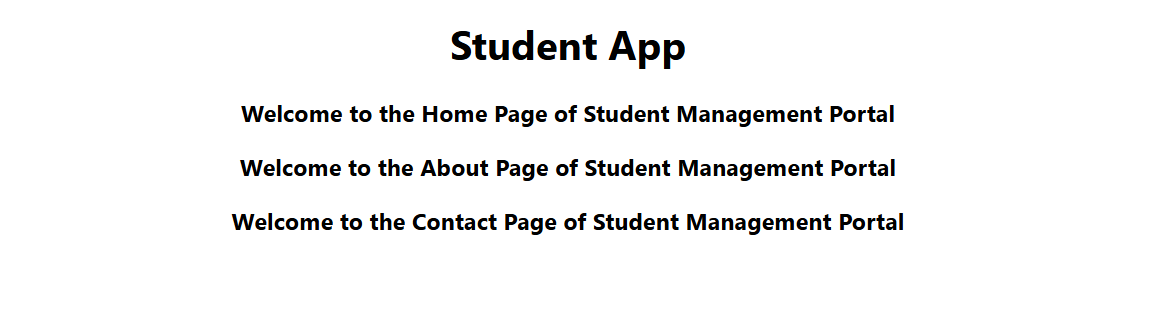 Student App
Welcome to the Home Page of Student Management Portal
Welcome to the About Page of Student Management Portal
Welcome to the Contact Page of Student Management Portal